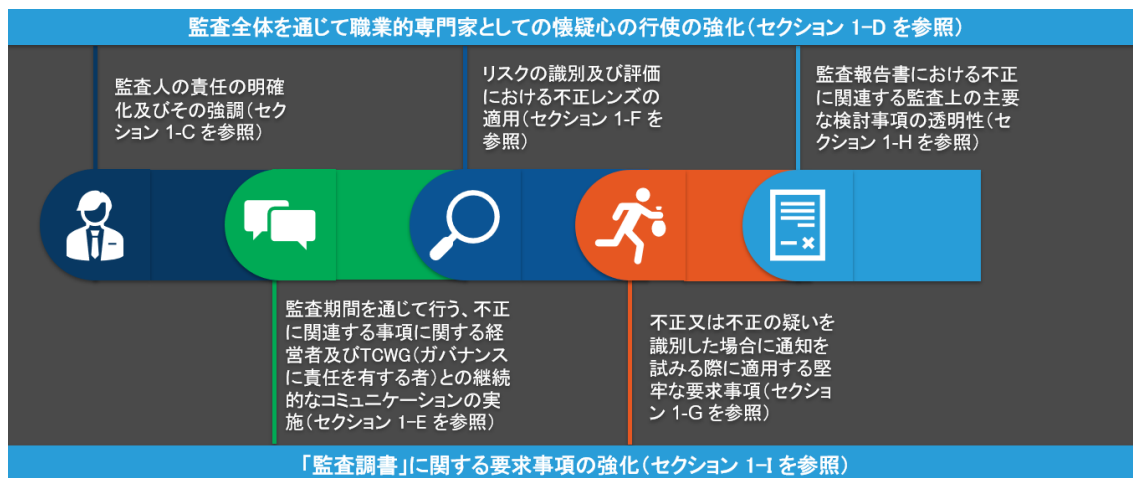 監査全体を通じて職業的専門家としての懐疑心の行使の強化(セクション 1-D を参照)
監査人の責任の明確
化及びその強調(セク
ション 1-C を参照)
リスクの識別及び評価
における不正レンズの
適用(セクション 1-F を
参照)
監査報告書における不正
に関連する監査上の主要
な検討事項の透明性(セ
クション 1-H を参照)
監査期間を通じて行う、不正
に関連する事項に関する経
営者及びTCWG(ガバナンス
に責任を有する者)との継続
的なコミュニケーションの実
施(セクション 1-E を参照)
不正又は不正の疑いを
識別した場合に通知を
試みる際に適用する堅
牢な要求事項(セクショ
ン 1-G を参照)
「監査調書」に関する要求事項の強化(セクション 1-I を参照)